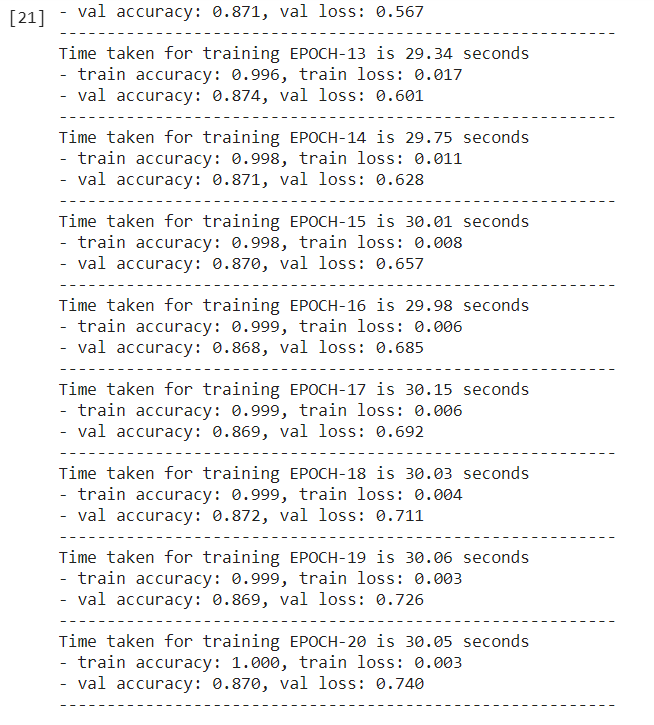 [21] - val accuracy: 0.871, val loss: 0.567
---------------------------------------------------------
Time taken for training EPOCH-13 is 29.34 seconds
- train accuracy: 0.996, train loss: 0.017
- val accuracy: 0.874, val loss: 0.601
---------------------------------------------------------
Time taken for training EPOCH-14 is 29.75 seconds
- train accuracy: 0.998, train loss: 0.011
- val accuracy: 0.871, val loss: 0.628
---------------------------------------------------------
Time taken for training EPOCH-15 is 30.01 seconds
- train accuracy: 0.998, train loss: 0.008
- val accuracy: 0.870, val loss: 0.657
---------------------------------------------------------
Time taken for training EPOCH-16 is 29.98 seconds
- train accuracy: 0.999, train loss: 0.006
- val accuracy: 0.868, val loss: 0.685
---------------------------------------------------------
Time taken for training EPOCH-17 is 30.15 seconds
- train accuracy: 0.999, train loss: 0.006
- val accuracy: 0.869, val loss: 0.692
---------------------------------------------------------
Time taken for training EPOCH-18 is 30.03 seconds
- train accuracy: 0.999, train loss: 0.004
- val accuracy: 0.872, val loss: 0.711
---------------------------------------------------------
Time taken for training EPOCH-19 is 30.06 seconds
- train accuracy: 0.999, train loss: 0.003
- val accuracy: 0.869, val loss: 0.726
---------------------------------------------------------
Time taken for training EPOCH-20 is 30.05 seconds
- train accuracy: 1.000, train loss: 0.003
- val accuracy: 0.870, val loss: 0.740
---------------------------------------------------------